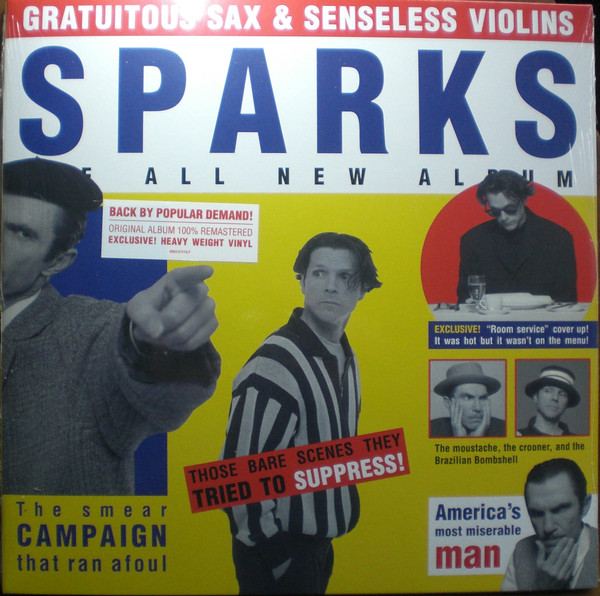 GRATUITOUS SAX & SENSELESS VIOLINS
SPARKS
ALL NEW ALBUM
BACK BY POPULAR DEMAND!
ORIGINAL ALBUM 100% REMASTERED
EXCLUSIVE! HEAVY WEIGHT VINYL
EXCLUSIVE! "Room service" cover up!
It was hot but it wasn't on the menu!
The moustache, the crooner, and the
Brazilian Bombshell
THOSE BARE SCENES THEY
TRIED TO SUPPRESS!
The smear
CAMPAIGN
that ran afoul
America's
most miserable
man